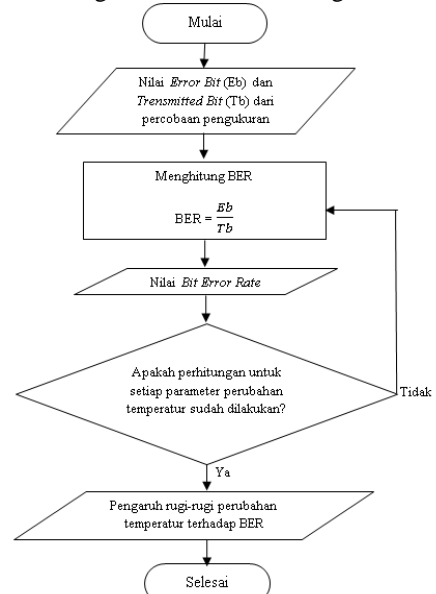 Mulai
Nilai Error Bit (Eb) dan
Trensmitted Bit (Tb) dari
percobaan pengukuran
Menghitung BER
BER = Eb/Tb
Nilai Bit Error Rate
Apakah perhitungan untuk
setiap parameter perubahan
temperatur sudah dilakukan?
Tidak
Ya
Pengaruh rugi-rugi perubahan
temperatur terhadap BER
Selesai